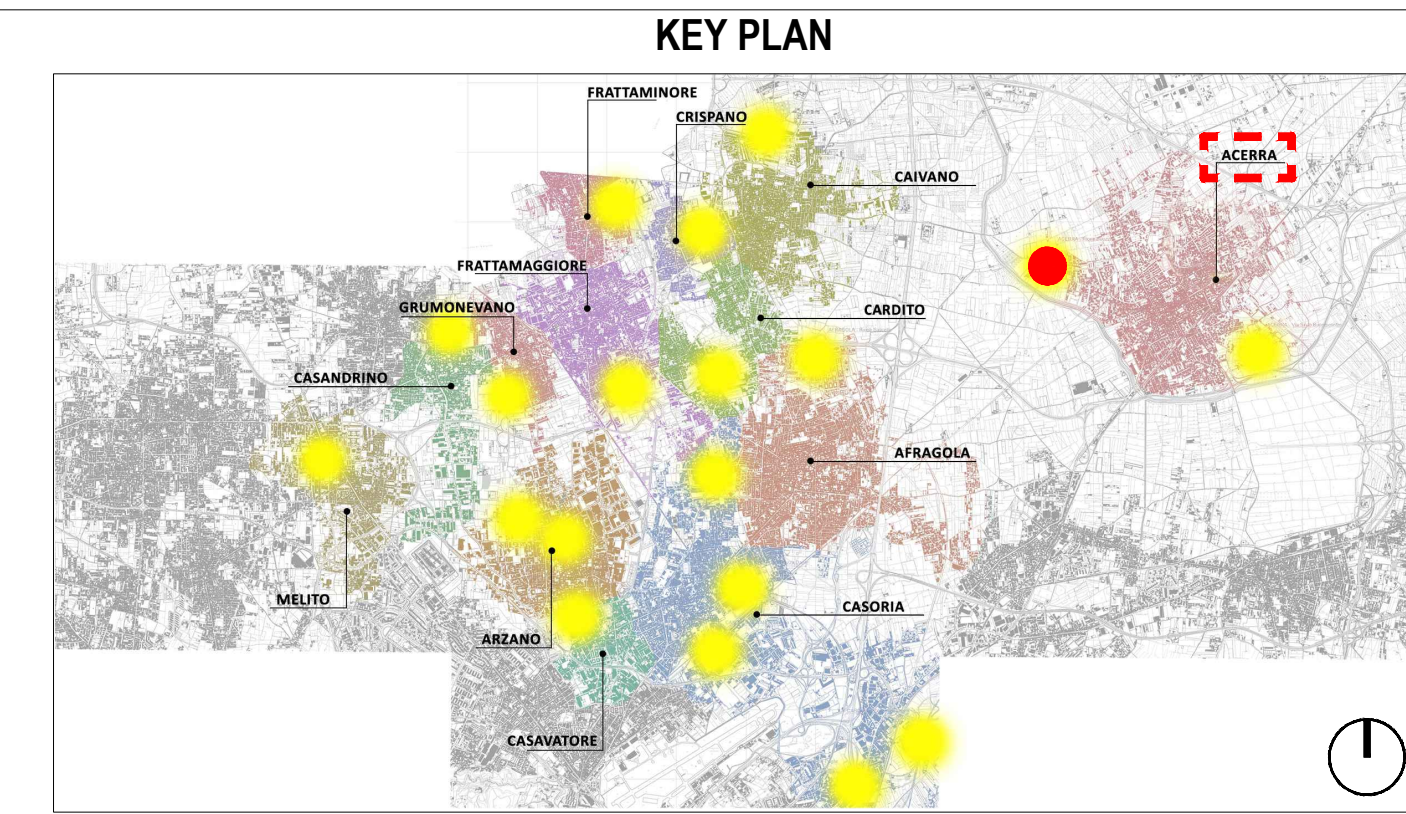 KEY PLAN
FRATTAMINORE
CRISPANO
ACERRA
CAIVANO
FRATTAMAGGIORE
GRUMONEVANO
CARDITO
CASANDRINO
AFRAGOLA
MELITO
CASORIA
ARZANO
CASAVATORE